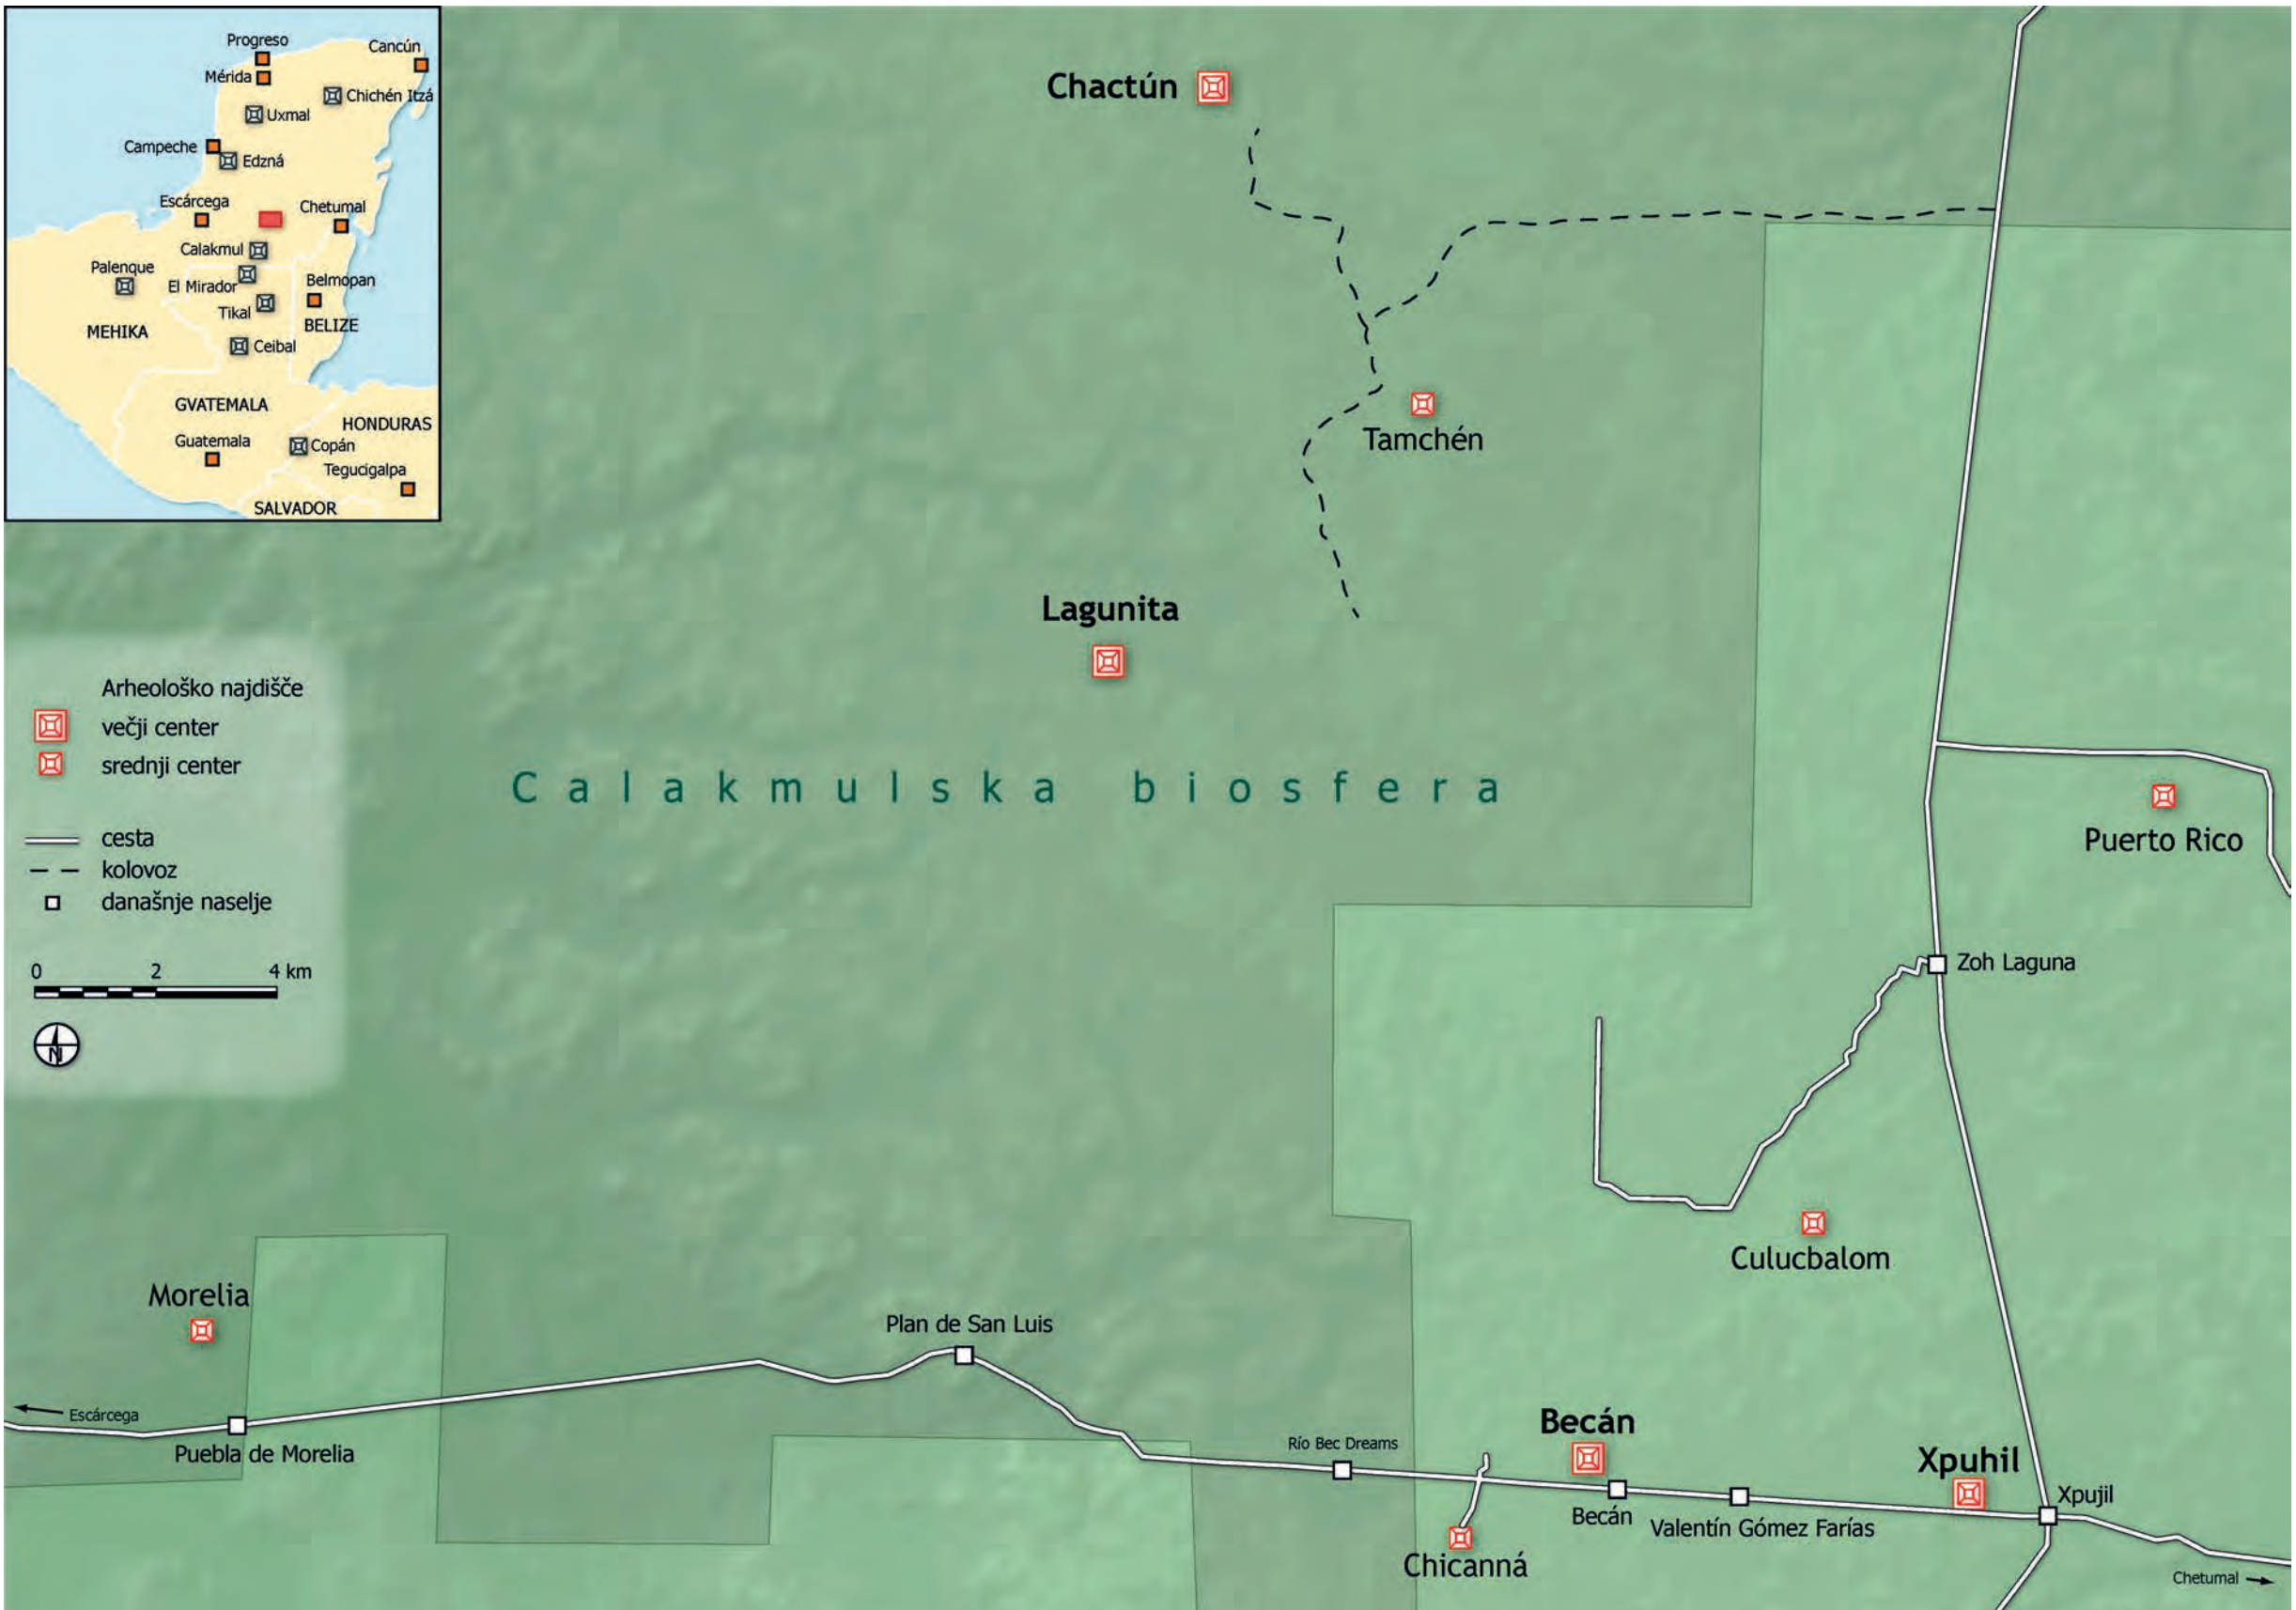 Progreso
Cancún
Mérida
Chichén Itzá
Uxmal
Campeche
Edzná
Escárcega
Chetumal
Calakmul
Palenque
El Mirador
Belmopan
Tikal
BELIZE
MEHIKA
Ceibal
GVATEMALA
HONDURAS
Guatemala
Copán
Tegucigalpa
SALVADOR
Chactún
Tamchén
Lagunita
Arheološko najdišče
večji center
srednji center
cesta
kolovoz
današnje naselje
0 2 4 km
N
Calakmulska biosfera
Puerto Rico
Zoh Laguna
Culucbalom
Morelia
Plan de San Luis
Escárcega
Puebla de Morelia
Río Bec Dreams
Becán
Xpuhil
Xpujil
Becán
Valentín Gómez Farías
Chicanná
Chetumal